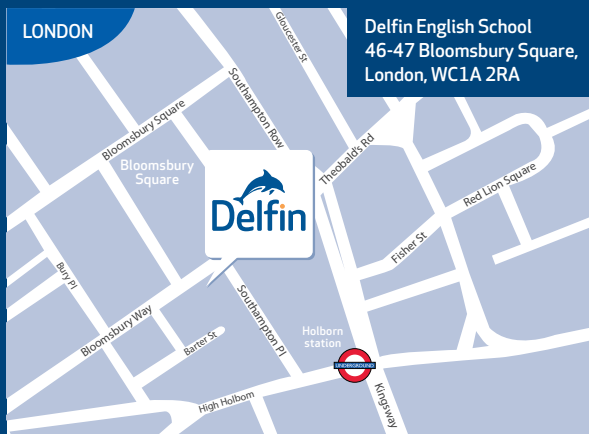 LONDON
Delfin English School
46-47 Bloomsbury Square,
London, WC1A 2RA
Gloucester St
Southampton Row
Bloomsbury Square
Theobald's Rd
Bloomsbury
Square
Delfin
Red Lion Square
Fisher St
Bury Pl
Southampton Pl
Bloomsbury Way
Barter St
Holborn
station
UNDERGROUND
High Holborn
Kingsway